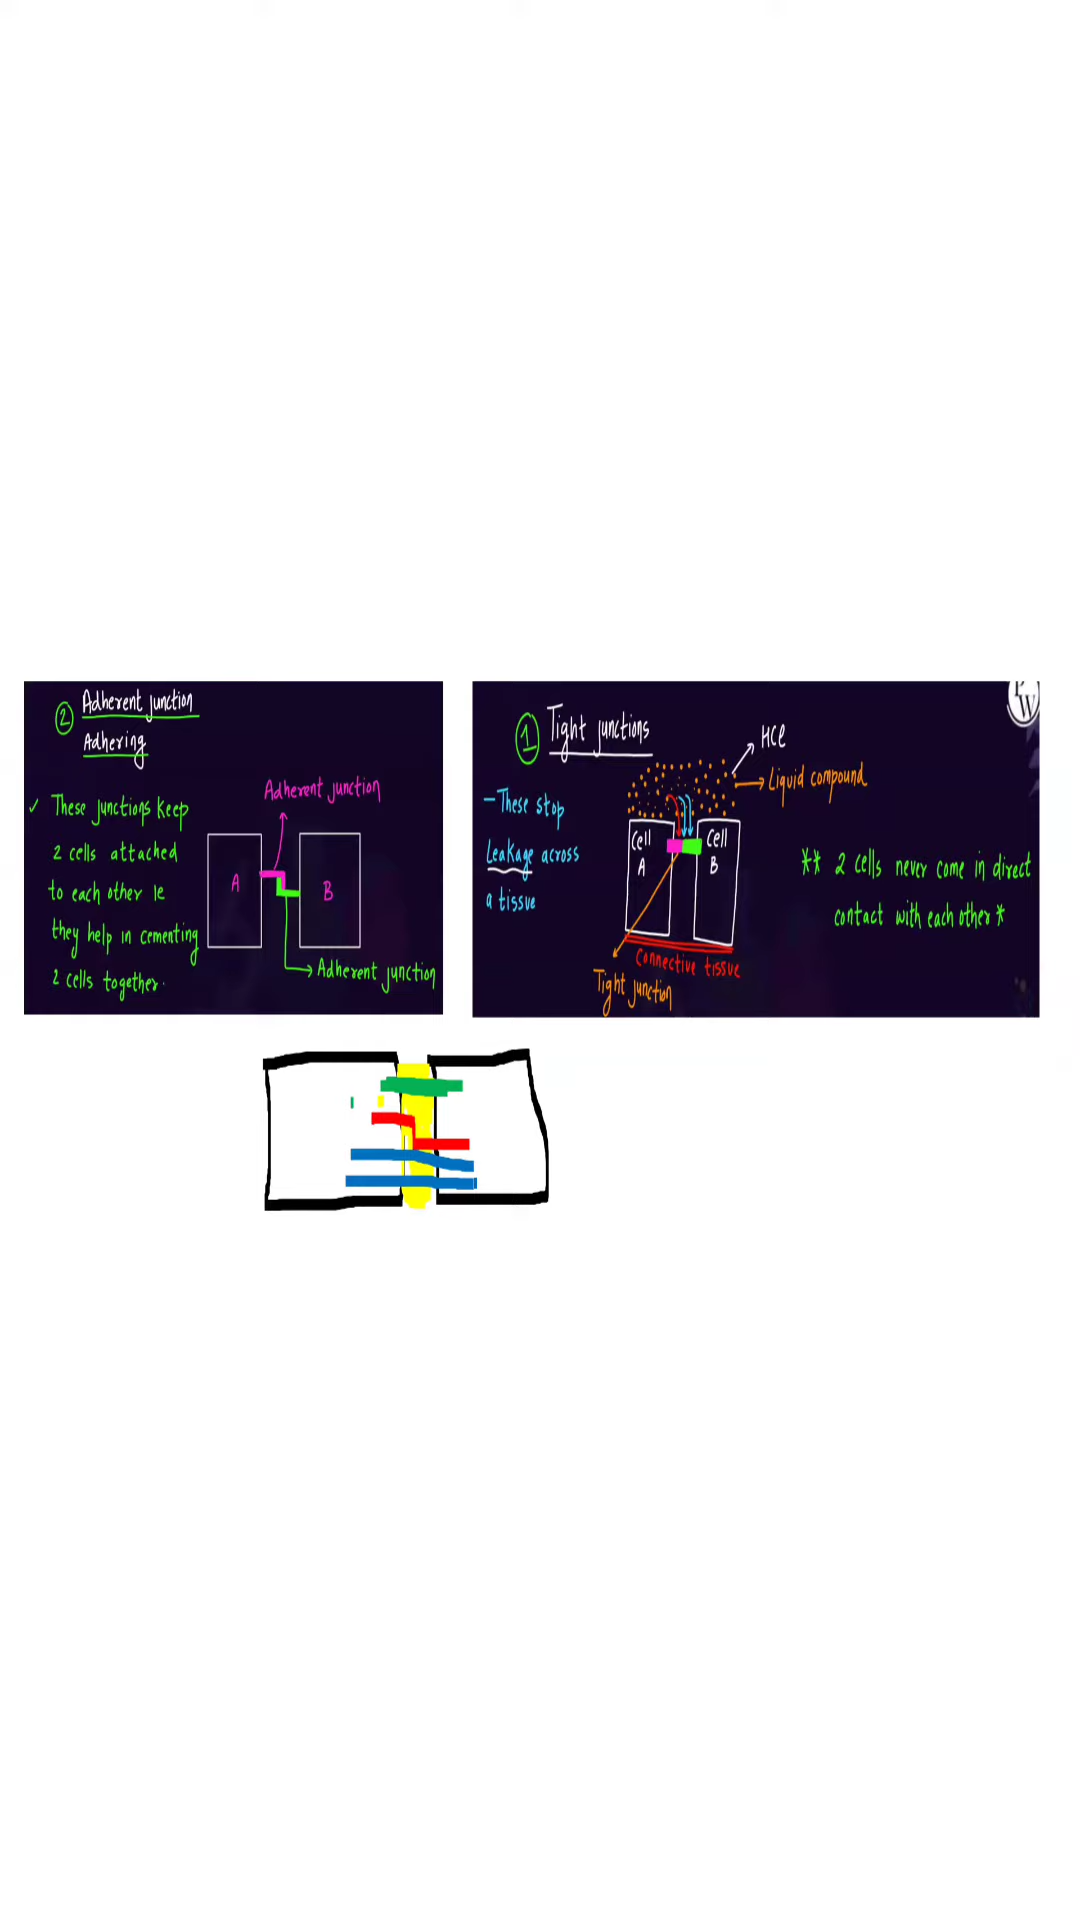 ② Adherent junction
Adhering
Adherent junction
✓ These junctions keep
2 cells attached
to each other ie
they help in cementing
2 cells together.
A
B
Adherent junction
① Tight junctions
PW
HCl
Liquid compound
- These stop
Leakage across
a tissue
Cell
A
Cell
B
** 2 cells never come in direct
contact with each other *
Connective tissue
Tight junction